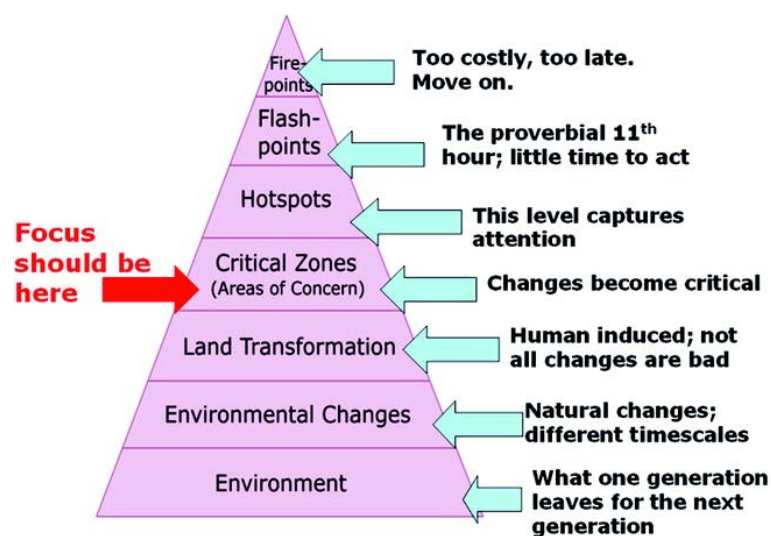 Fire-
points
Too costly, too late.
Move on.
Flash-
points
The proverbial 11th
hour; little time to act
Hotspots
This level captures
attention
Focus
should be
here
Critical Zones
(Areas of Concern)
Changes become critical
Land Transformation
Human induced; not
all changes are bad
Environmental Changes
Natural changes;
different timescales
Environment
What one generation
leaves for the next
generation